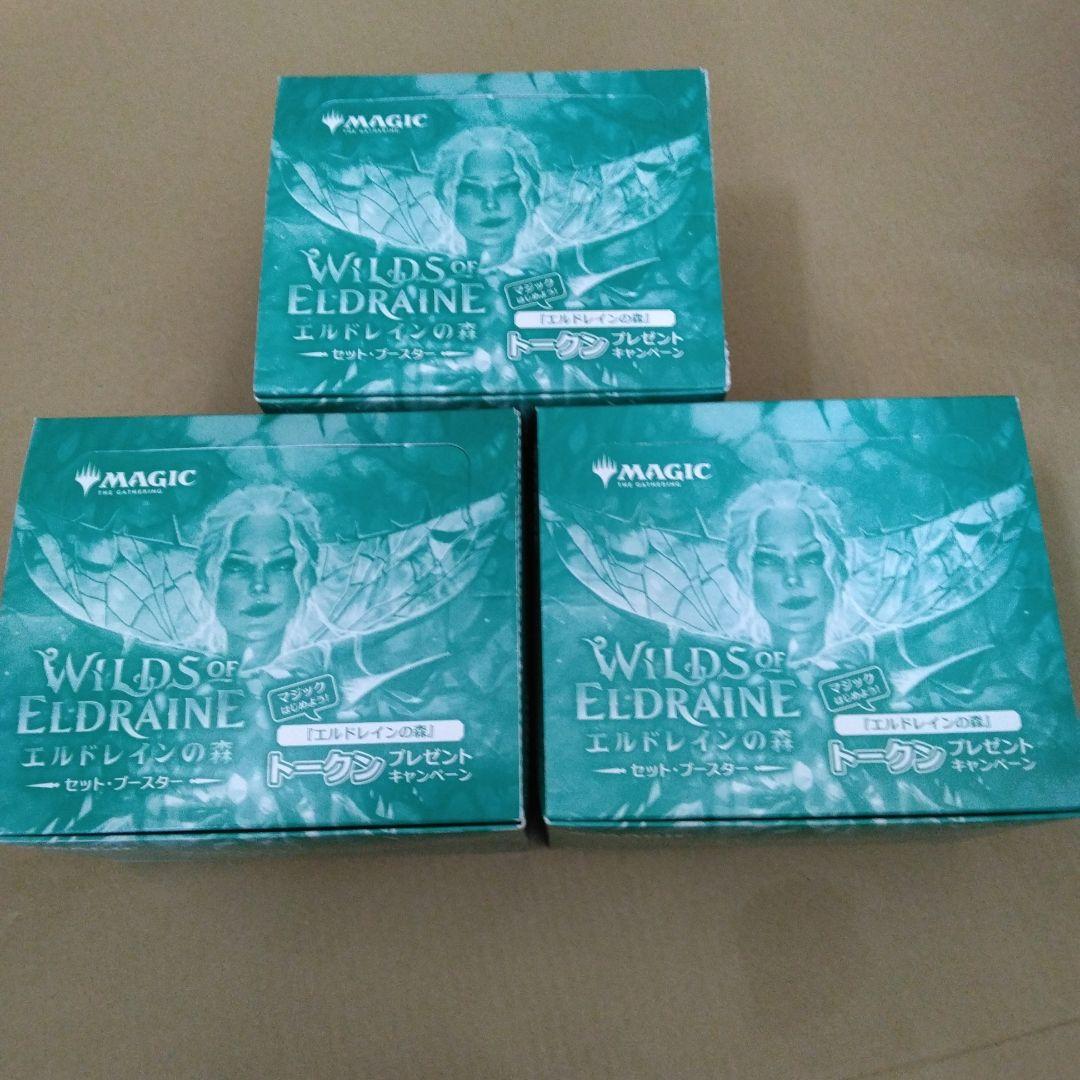 MAGIC
THE GATHERING
WILDS OF
ELDRAINE
エルドレインの森
セット・ブースター
マジック
はじめよう!
『エルドレインの森』
トークン プレゼント
キャンペーン
MAGIC
THE GATHERING
WILDS OF
ELDRAINE
エルドレインの森
セット・ブースター
マジック
はじめよう!
『エルドレインの森』
トークン プレゼント
キャンペーン
MAGIC
THE GATHERING
WILDS OF
ELDRAINE
エルドレインの森
セット・ブースター
マジック
はじめよう!
『エルドレインの森』
トークン プレゼント
キャンペーン